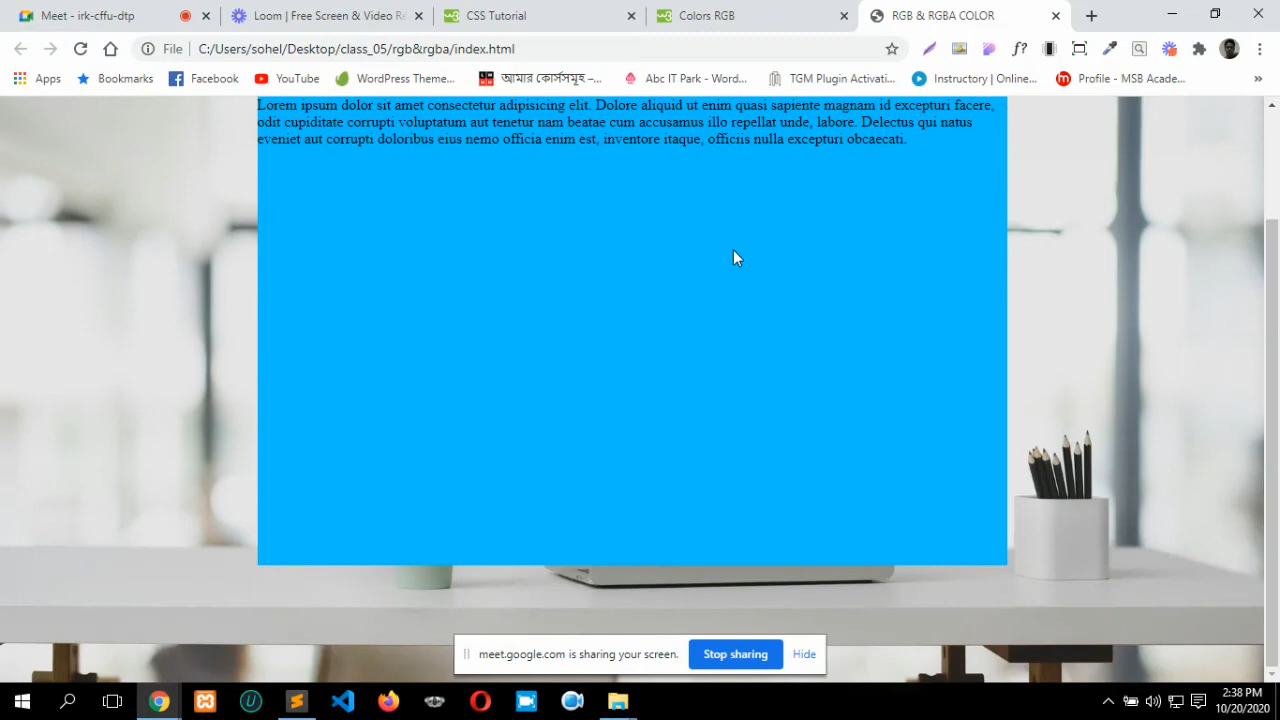 Meet - irk-cffu-dtp
Loom | Free Screen & Video Re
CSS Tutorial
Colors RGB
RGB & RGBA COLOR
File
C:/Users/sohel/Desktop/class_05/rgb&rgba/index.html
f?
Apps
Bookmarks
Facebook
YouTube
WordPress Theme...
আমার কোর্সসমূহ –...
Abc IT Park - Word...
TGM Plugin Activati...
Instructory | Online...
Profile - MSB Acade...
»
Lorem ipsum dolor sit amet consectetur adipisicing elit. Dolore aliquid ut enim quasi sapiente magnam id excepturi facere,
odit cupiditate corrupti voluptatum aut tenetur nam beatae cum accusamus illo repellat unde, labore. Delectus qui natus
eveniet aut corrupti doloribus eius nemo officia enim est, inventore itaque, officiis nulla excepturi obcaecati.
meet.google.com is sharing your screen.
Stop sharing
Hide
2:38 PM
10/20/2020